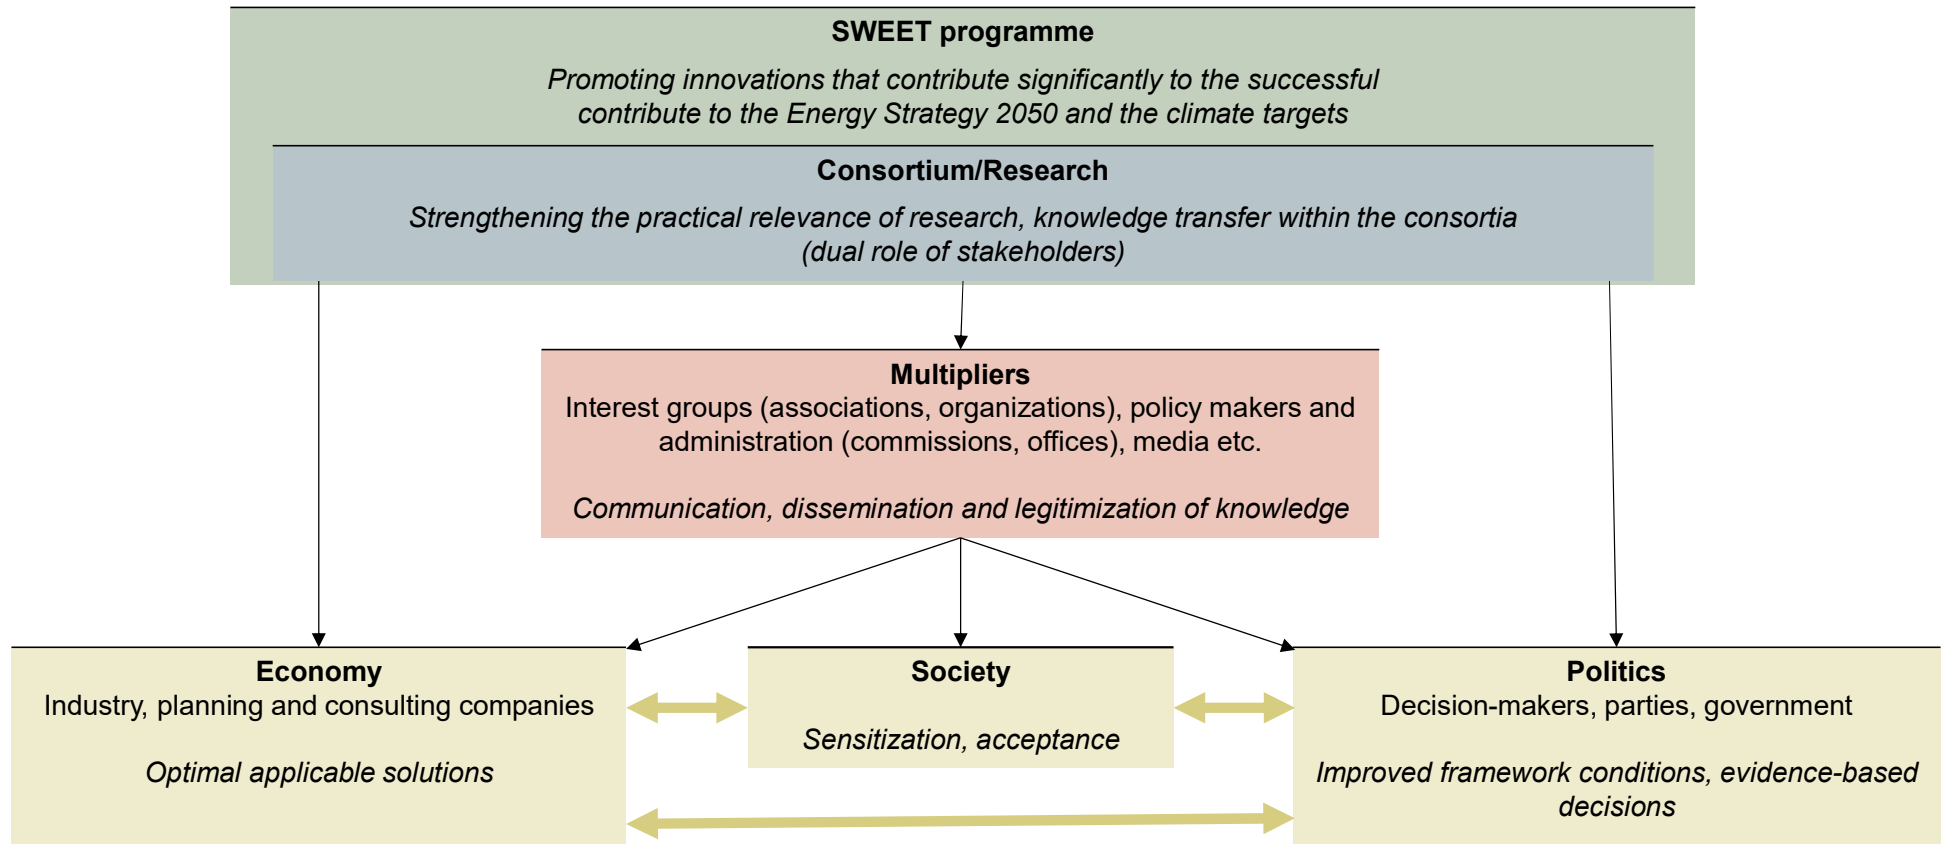 SWEET programme
Promoting innovations that contribute significantly to the successful
contribute to the Energy Strategy 2050 and the climate targets
Consortium/Research
Strengthening the practical relevance of research, knowledge transfer within the consortia
(dual role of stakeholders)
Multipliers
Interest groups (associations, organizations), policy makers and
administration (commissions, offices), media etc.
Communication, dissemination and legitimization of knowledge
Economy
Industry, planning and consulting companies
Optimal applicable solutions
Society
Sensitization, acceptance
Politics
Decision-makers, parties, government
Improved framework conditions, evidence-based
decisions